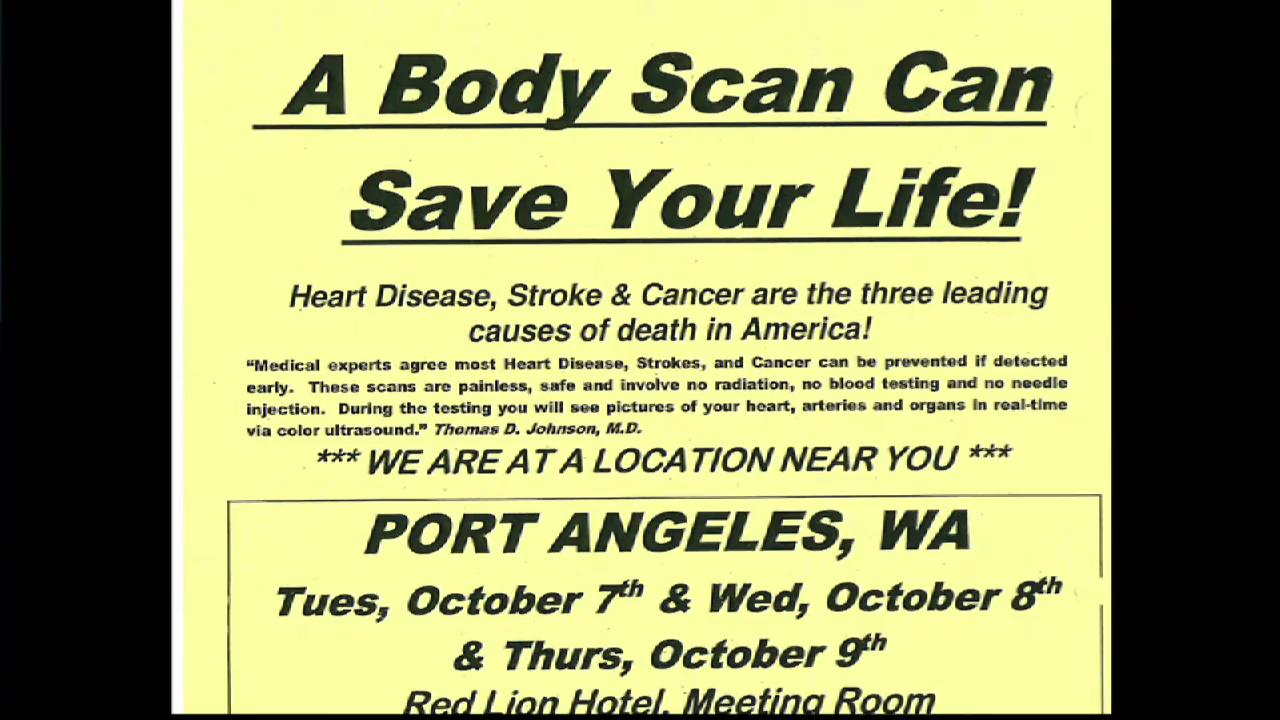 A Body Scan Can
Save Your Life!
Heart Disease, Stroke & Cancer are the three leading
causes of death in America!
“Medical experts agree most Heart Disease, Strokes, and Cancer can be prevented if detected
early. These scans are painless, safe and involve no radiation, no blood testing and no needle
injection. During the testing you will see pictures of your heart, arteries and organs in real-time
via color ultrasound.” Thomas D. Johnson, M.D.
*** WE ARE AT A LOCATION NEAR YOU ***
PORT ANGELES, WA
Tues, October 7th & Wed, October 8th
& Thurs, October 9th
Red Lion Hotel, Meeting Room